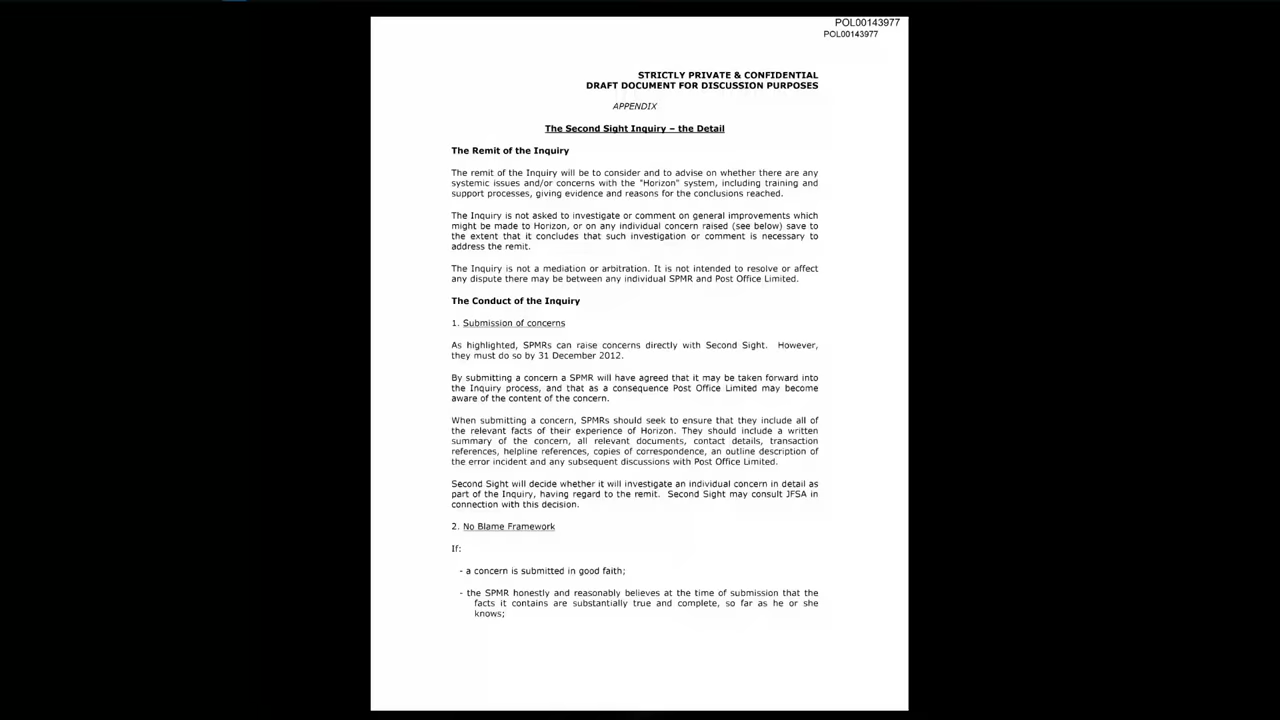 POL00143977
POL00143977
STRICTLY PRIVATE & CONFIDENTIAL
DRAFT DOCUMENT FOR DISCUSSION PURPOSES
APPENDIX
The Second Sight Inquiry – the Detail
The Remit of the Inquiry
The remit of the Inquiry will be to consider and to advise on whether there are any
systemic issues and/or concerns with the "Horizon" system, including training and
support processes, giving evidence and reasons for the conclusions reached.
The Inquiry is not asked to investigate or comment on general improvements which
might be made to Horizon, or on any individual concern raised (see below) save to
the extent that it concludes that such investigation or comment is necessary to
address the remit.
The Inquiry is not a mediation or arbitration. It is not intended to resolve or affect
any dispute there may be between any individual SPMR and Post Office Limited.
The Conduct of the Inquiry
1. Submission of concerns
As highlighted, SPMRs can raise concerns directly with Second Sight. However,
they must do so by 31 December 2012.
By submitting a concern a SPMR will have agreed that it may be taken forward into
the Inquiry process, and that as a consequence Post Office Limited may become
aware of the content of the concern.
When submitting a concern, SPMRs should seek to ensure that they include all of
the relevant facts of their experience of Horizon. They should include a written
summary of the concern, all relevant documents, contact details, transaction
references, helpline references, copies of correspondence, an outline description of
the error incident and any subsequent discussions with Post Office Limited.
Second Sight will decide whether it will investigate an individual concern in detail as
part of the Inquiry, having regard to the remit. Second Sight may consult JFSA in
connection with this decision.
2. No Blame Framework
If:
- a concern is submitted in good faith;
- the SPMR honestly and reasonably believes at the time of submission that the
facts it contains are substantially true and complete, so far as he or she
knows;